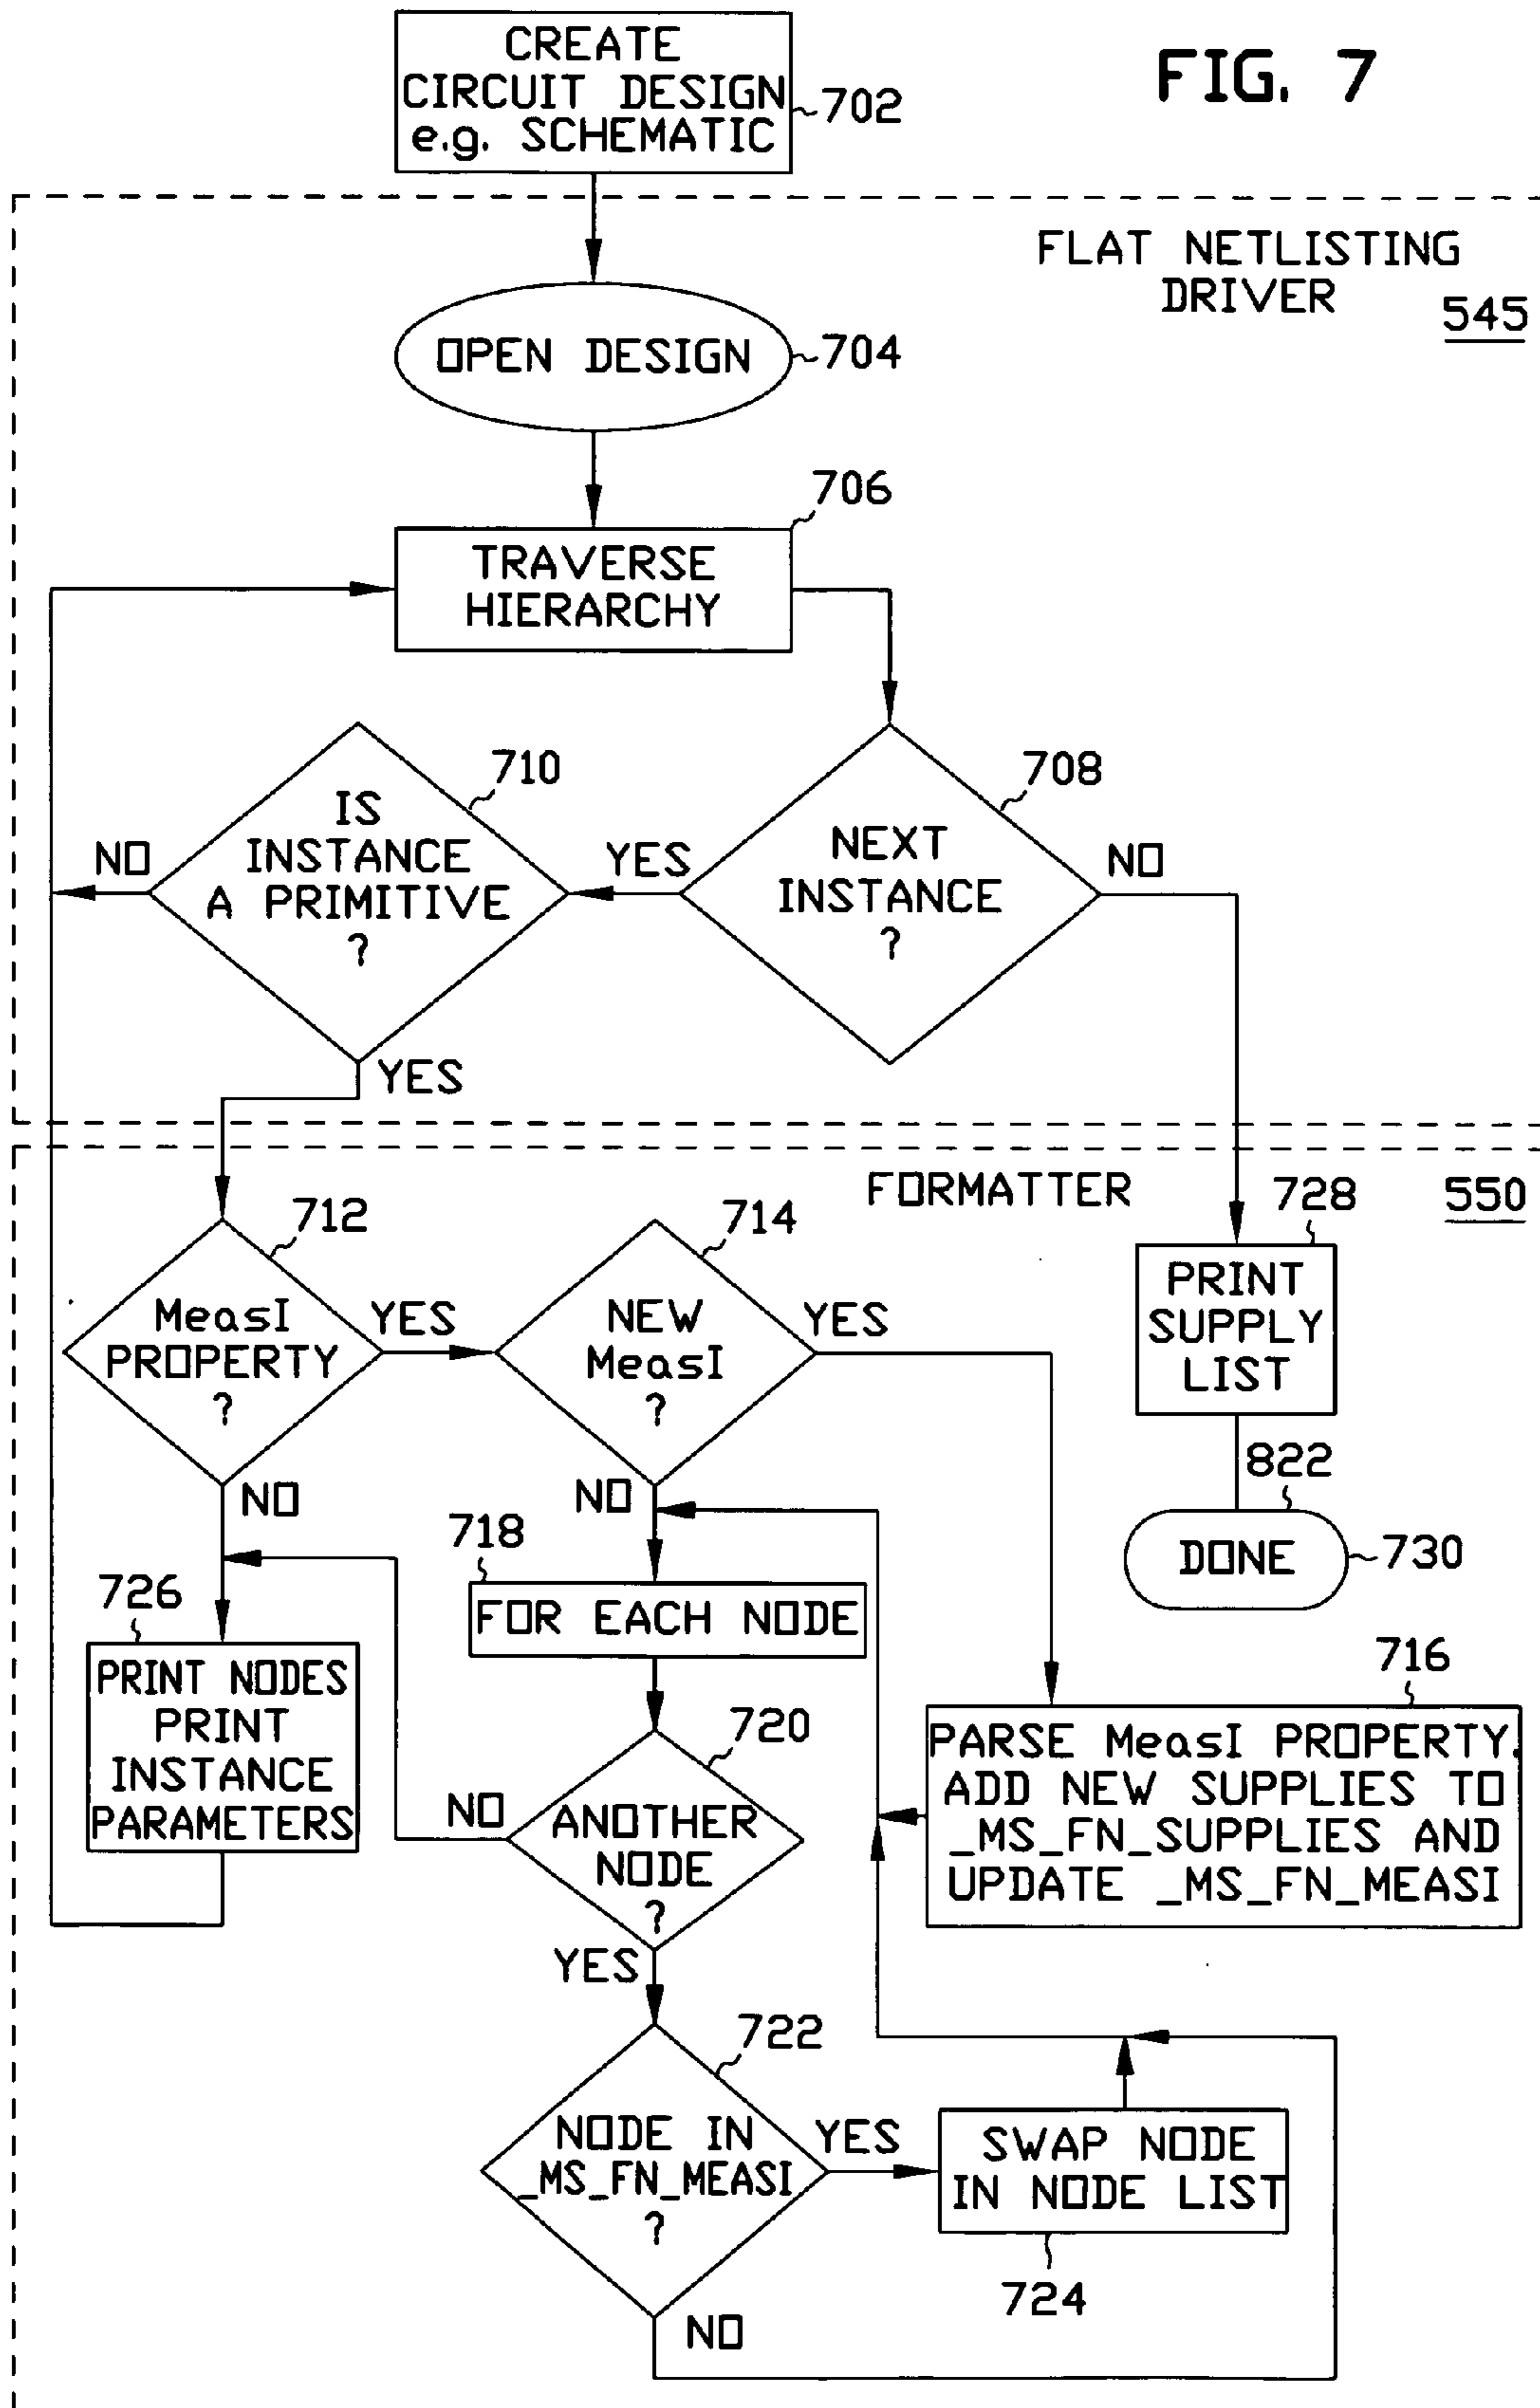 FIG. 7
CREATE
CIRCUIT DESIGN
e.g. SCHEMATIC
702
FLAT NETLISTING
DRIVER
545
OPEN DESIGN
704
706
TRAVERSE
HIERARCHY
710
IS
INSTANCE
A PRIMITIVE
?
NO
YES
708
NEXT
INSTANCE
?
YES
NO
FORMATTER
550
712
MeasI
PROPERTY
?
YES
NO
714
NEW
MeasI
?
YES
NO
728
PRINT
SUPPLY
LIST
822
DONE
730
718
FOR EACH NODE
726
PRINT NODES
PRINT
INSTANCE
PARAMETERS
720
ANOTHER
NODE
?
NO
YES
716
PARSE MeasI PROPERTY.
ADD NEW SUPPLIES TO
_MS_FN_SUPPLIES AND
UPDATE _MS_FN_MEASI
722
NODE IN
_MS_FN_MEASI
?
YES
NO
SWAP NODE
IN NODE LIST
724